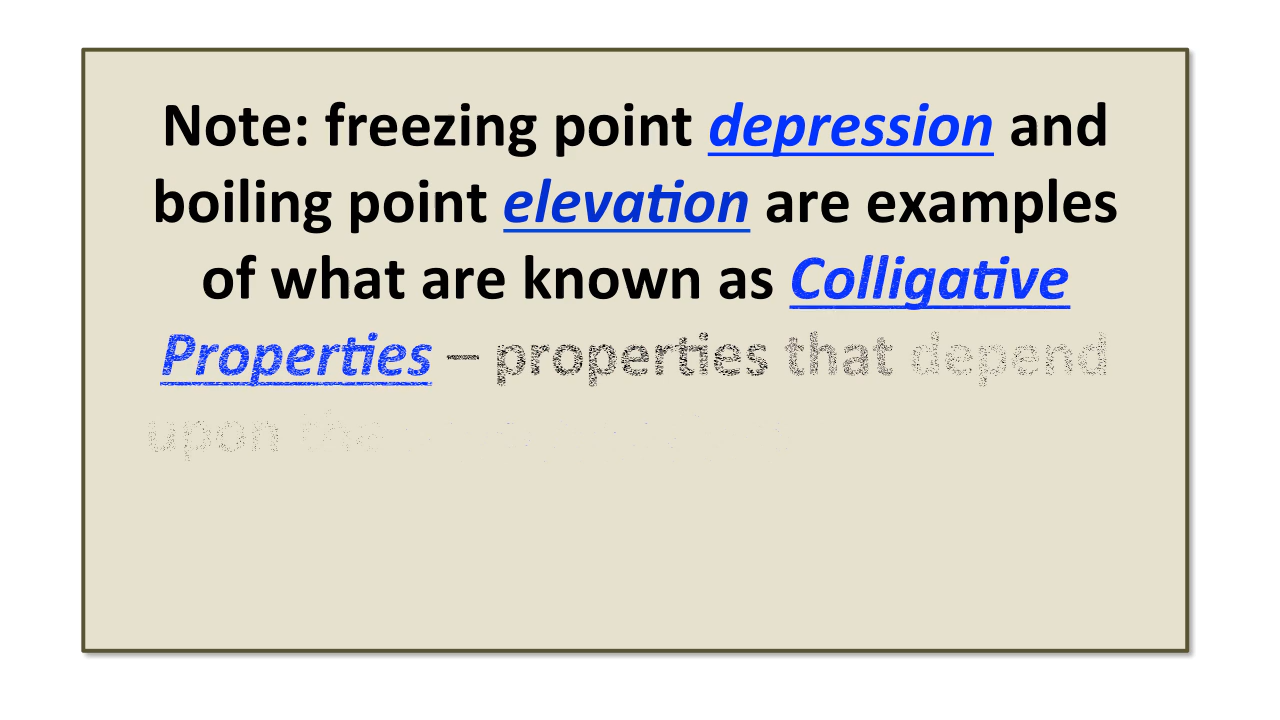 Note: freezing point depression and
boiling point elevation are examples
of what are known as Colligative
Properties – properties that depend
upon the